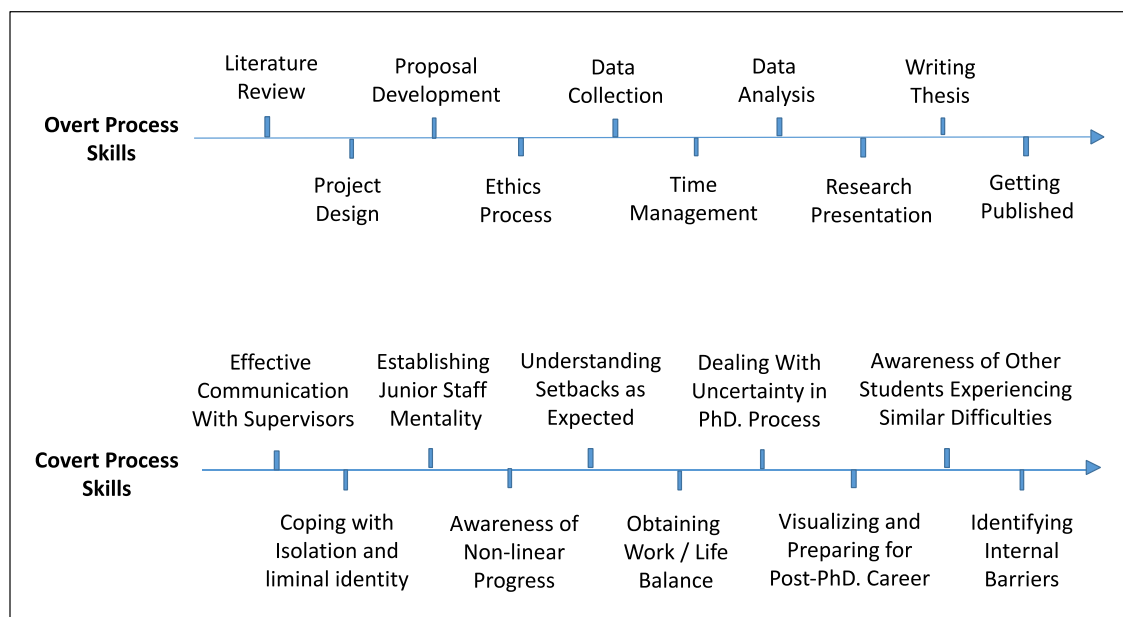 Literature
Review
Proposal
Development
Data
Collection
Data
Analysis
Writing
Thesis
Overt Process
Skills
Project
Design
Ethics
Process
Time
Management
Research
Presentation
Getting
Published
Effective
Communication
With Supervisors
Establishing
Junior Staff
Mentality
Understanding
Setbacks as
Expected
Dealing With
Uncertainty in
PhD. Process
Awareness of Other
Students Experiencing
Similar Difficulties
Covert Process
Skills
Coping with
Isolation and
liminal identity
Awareness of
Non-linear
Progress
Obtaining
Work / Life
Balance
Visualizing and
Preparing for
Post-PhD. Career
Identifying
Internal
Barriers